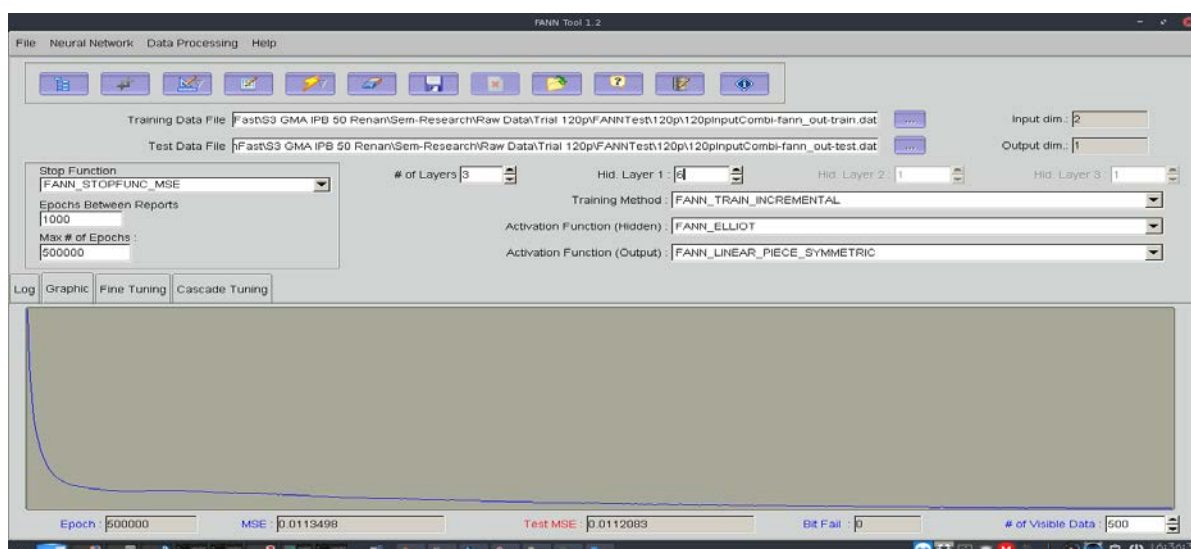 FANN Tool 1.2
File Neural Network Data Processing Help
Training Data File Fast\S3 GMA IPB 50 Renan\Sem-Research\Raw Data\Trial 120p\FANNTest\120p\120pInputCombi-fann_out-train.dat ... Input dim.: 2
Test Data File nFast\S3 GMA IPB 50 Renan\Sem-Research\Raw Data\Trial 120p\FANNTest\120p\120pInputCombi-fann_out-test.dat ... Output dim.: 1
Stop Function
FANN_STOPFUNC_MSE
Epochs Between Reports
1000
Max # of Epochs :
500000
# of Layers 3 Hid. Layer 1 : 6 Hid. Layer 2 1 Hid. Layer 3 1
Training Method : FANN_TRAIN_INCREMENTAL
Activation Function (Hidden) : FANN_ELLIOT
Activation Function (Output) : FANN_LINEAR_PIECE_SYMMETRIC
Log Graphic Fine Tuning Cascade Tuning
Epoch : 500000 MSE : 0.0113498 Test MSE : 0.0112083 Bit Fail : 0 # of Visible Data : 500